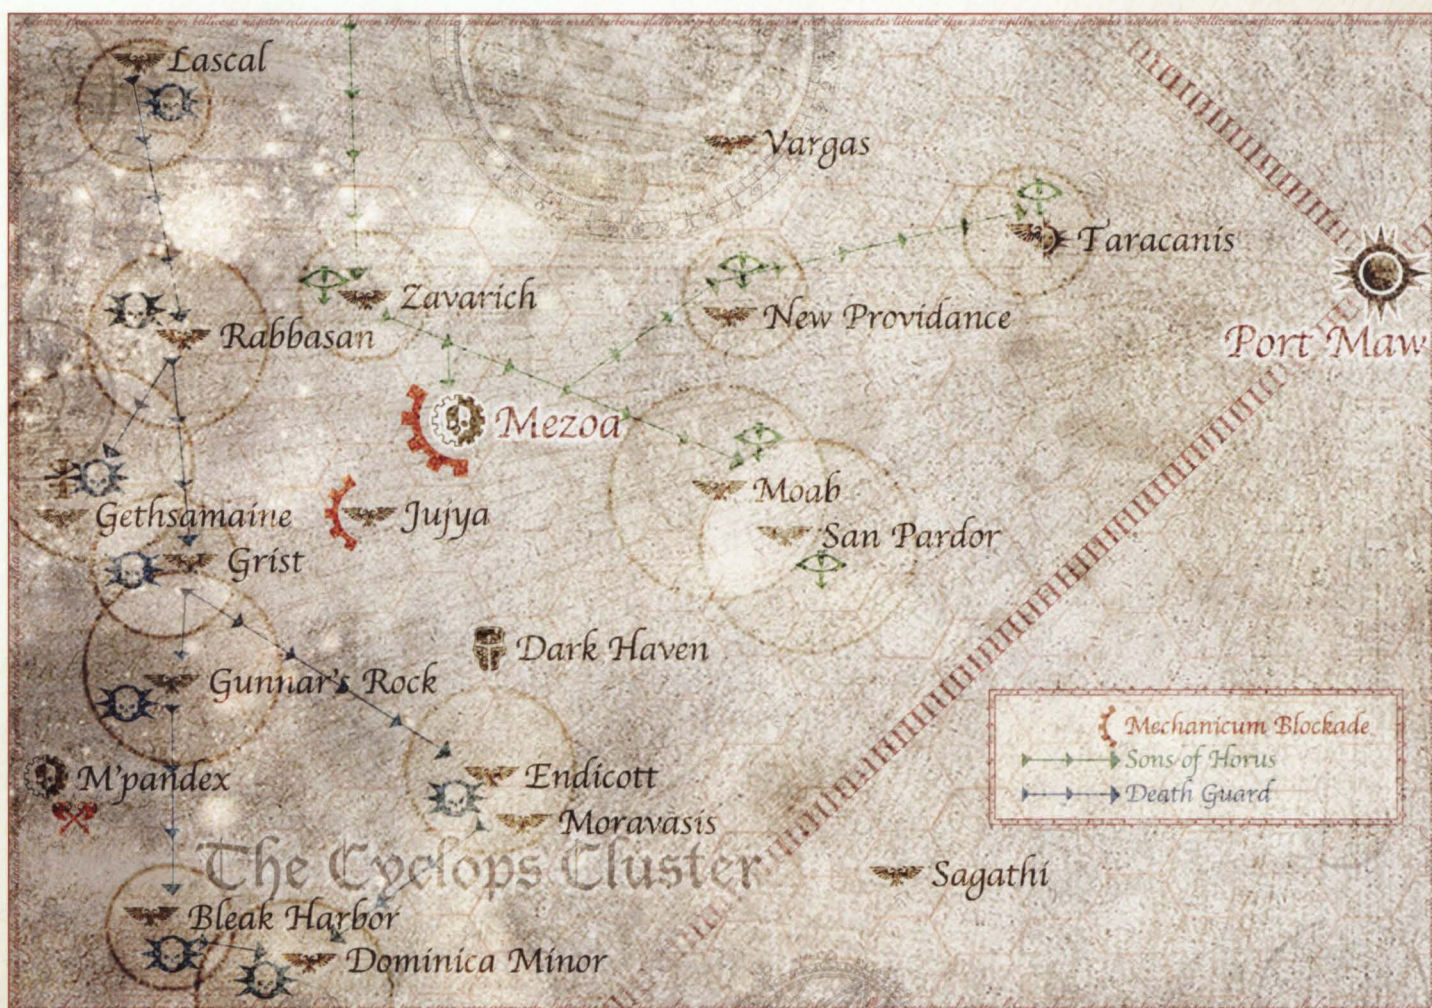 Lascal
Vargas
Taracanis
Zavarich
New Providance
Rabbasan
Port Maw
Mezoa
Moab
Gethsamaine
Jujya
San Pardor
Grist
Dark Haven
Gunnar's Rock
Mechanicum Blockade
Sons of Horus
Death Guard
M'pandex
Endicott
Moravasis
The Cyclops Cluster
Sagathi
Bleak Harbor
Dominica Minor